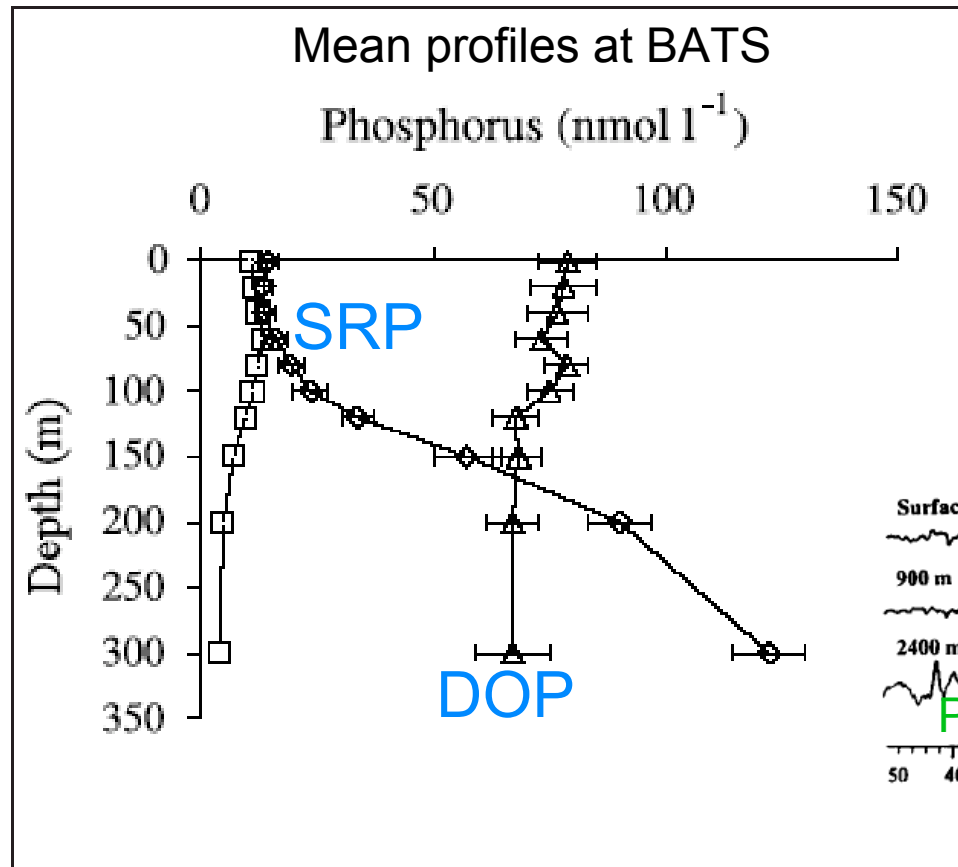 Mean profiles at BATS
Phosphorus (nmol l⁻¹)
0 50 100 150
Depth (m)
0
50
100
150
200
250
300
350
SRP
DOP
Surfac
900 m
2400 m
P
50 40